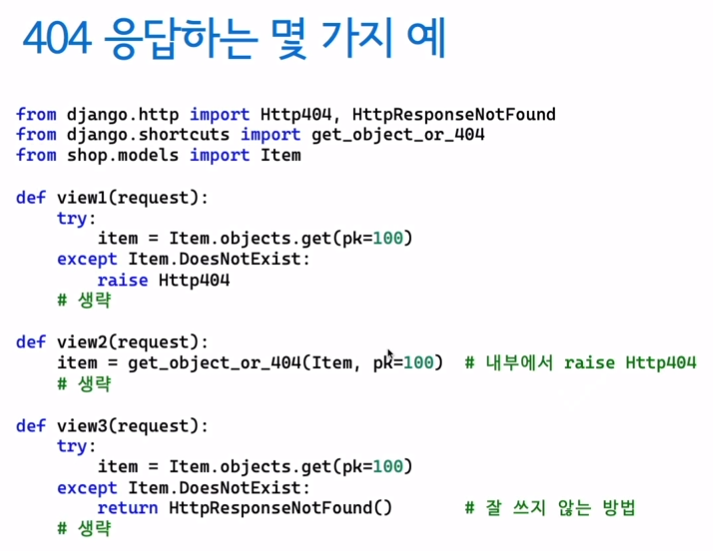 404 응답하는 몇 가지 예
from django.http import Http404, HttpResponseNotFound
from django.shortcuts import get_object_or_404
from shop.models import Item
def view1(request):
    try:
        item = Item.objects.get(pk=100)
    except Item.DoesNotExist:
        raise Http404
    # 생략
def view2(request):
    item = get_object_or_404(Item, pk=100)  # 내부에서 raise Http404
    # 생략
def view3(request):
    try:
        item = Item.objects.get(pk=100)
    except Item.DoesNotExist:
        return HttpResponseNotFound()       # 잘 쓰지 않는 방법
    # 생략